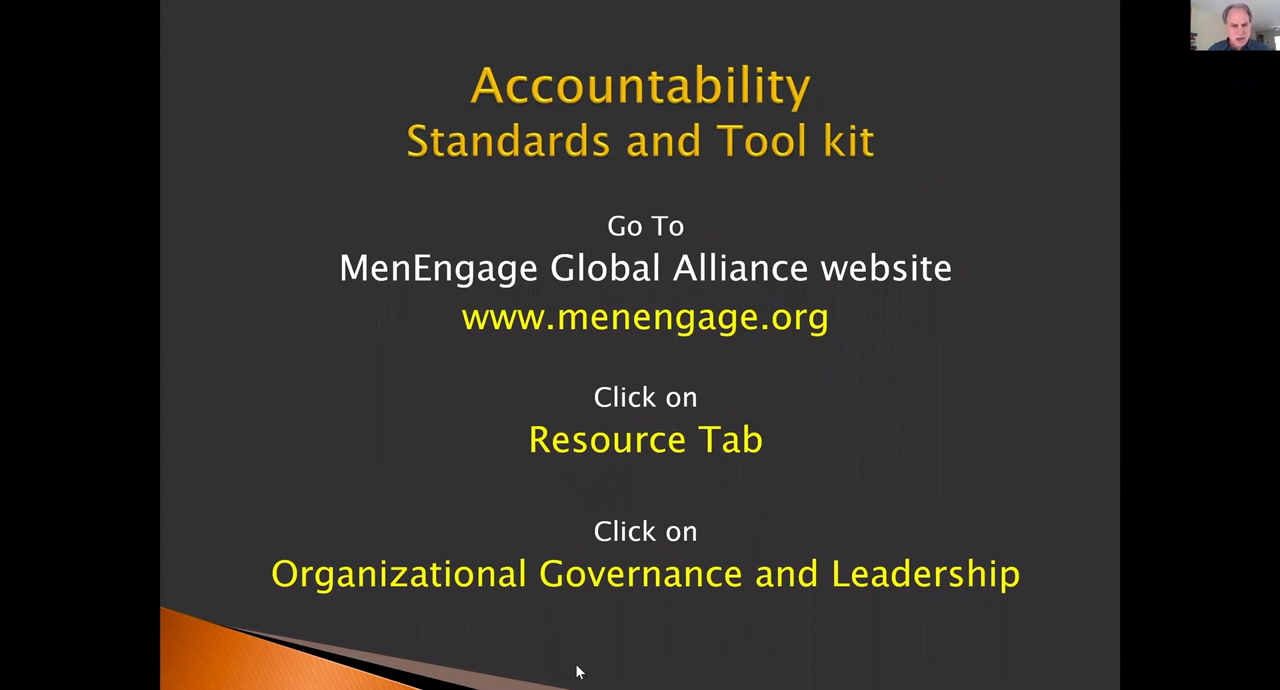 Accountability
Standards and Tool kit
Go To
MenEngage Global Alliance website
www.menengage.org
Click on
Resource Tab
Click on
Organizational Governance and Leadership